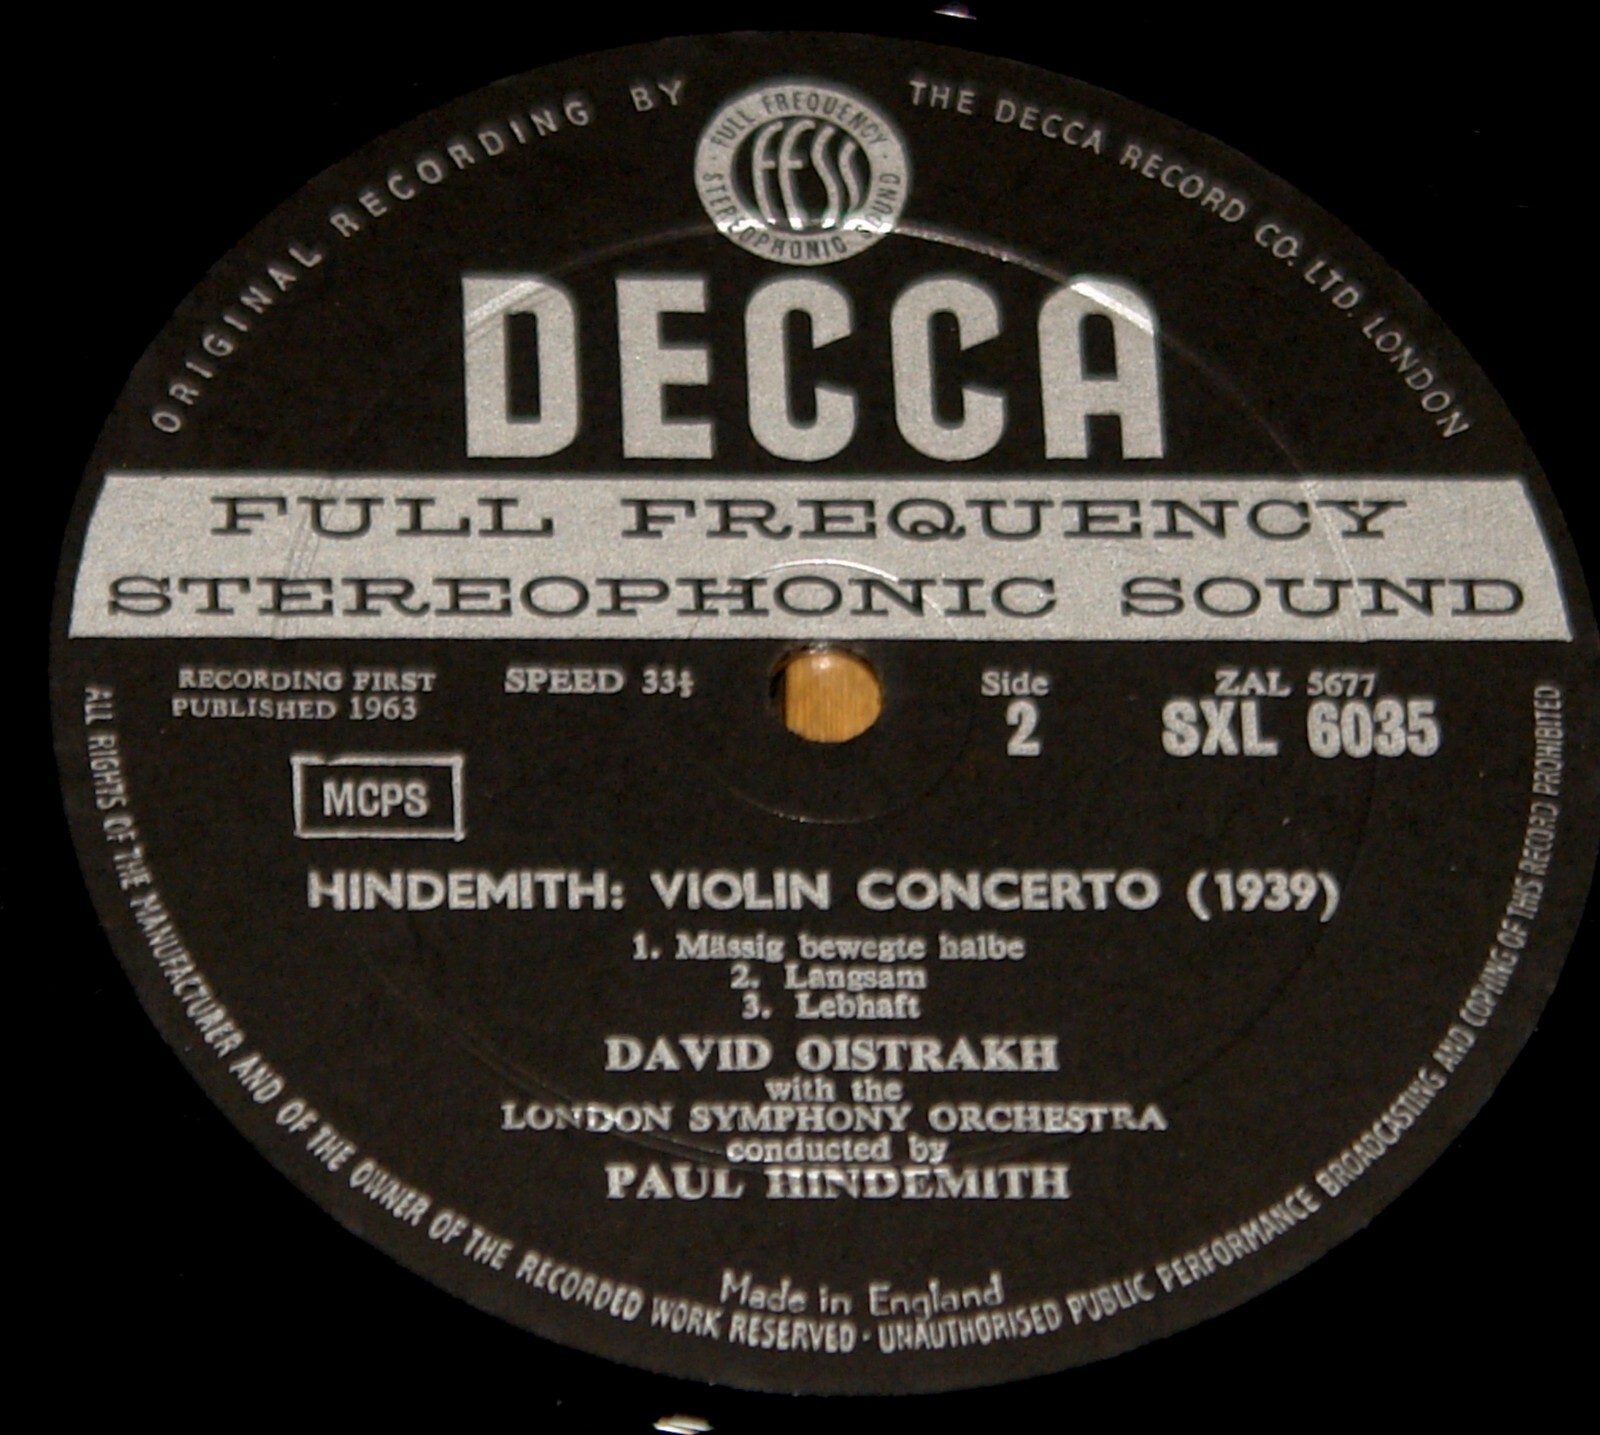 ORIGINAL RECORDING BY
THE DECCA RECORD CO. LTD. LONDON
FULL FREQUENCY
STEREOPHONIC SOUND
FFSS
DECCA
FULL FREQUENCY
STEREOPHONIC SOUND
RECORDING FIRST
PUBLISHED 1963
SPEED 33⅓
Side
2
ZAL 5677
SXL 6035
MCPS
HINDEMITH: VIOLIN CONCERTO (1939)
1. Mässig bewegte halbe
2. Langsam
3. Lebhaft
DAVID OISTRAKH
with the
LONDON SYMPHONY ORCHESTRA
conducted by
PAUL HINDEMITH
Made in England
ALL RIGHTS OF THE MANUFACTURER AND OF THE OWNER OF THE RECORDED WORK RESERVED · UNAUTHORISED PUBLIC PERFORMANCE BROADCASTING AND COPYING OF THIS RECORD PROHIBITED